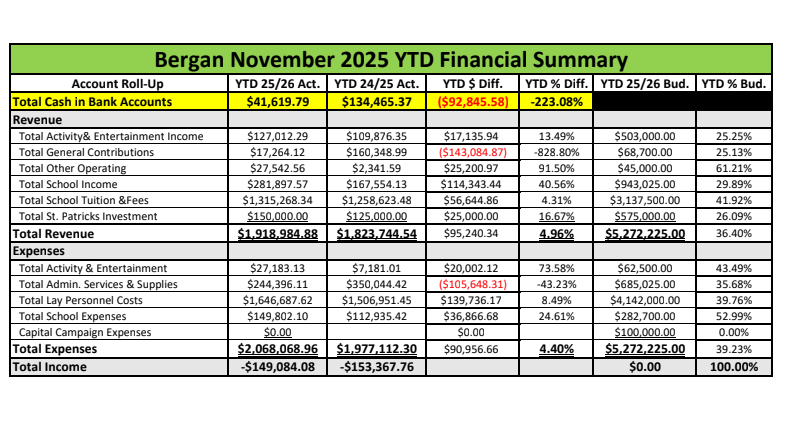 Bergan November 2025 YTD Financial Summary
Account Roll-Up YTD 25/26 Act. YTD 24/25 Act. YTD $ Diff. YTD % Diff. YTD 25/26 Bud. YTD % Bud.
Total Cash in Bank Accounts $41,619.79 $134,465.37 ($92,845.58) -223.08%
Revenue
Total Activity& Entertainment Income $127,012.29 $109,876.35 $17,135.94 13.49% $503,000.00 25.25%
Total General Contributions $17,264.12 $160,348.99 ($143,084.87) -828.80% $68,700.00 25.13%
Total Other Operating $27,542.56 $2,341.59 $25,200.97 91.50% $45,000.00 61.21%
Total School Income $281,897.57 $167,554.13 $114,343.44 40.56% $943,025.00 29.89%
Total School Tuition &Fees $1,315,268.34 $1,258,623.48 $56,644.86 4.31% $3,137,500.00 41.92%
Total St. Patricks Investment $150,000.00 $125,000.00 $25,000.00 16.67% $575,000.00 26.09%
Total Revenue $1,918,984.88 $1,823,744.54 $95,240.34 4.96% $5,272,225.00 36.40%
Expenses
Total Activity & Entertainment $27,183.13 $7,181.01 $20,002.12 73.58% $62,500.00 43.49%
Total Admin. Services & Supplies $244,396.11 $350,044.42 ($105,648.31) -43.23% $685,025.00 35.68%
Total Lay Personnel Costs $1,646,687.62 $1,506,951.45 $139,736.17 8.49% $4,142,000.00 39.76%
Total School Expenses $149,802.10 $112,935.42 $36,866.68 24.61% $282,700.00 52.99%
Capital Campaign Expenses $0.00 $0.00 $100,000.00 0.00%
Total Expenses $2,068,068.96 $1,977,112.30 $90,956.66 4.40% $5,272,225.00 39.23%
Total Income -$149,084.08 -$153,367.76 $0.00 100.00%